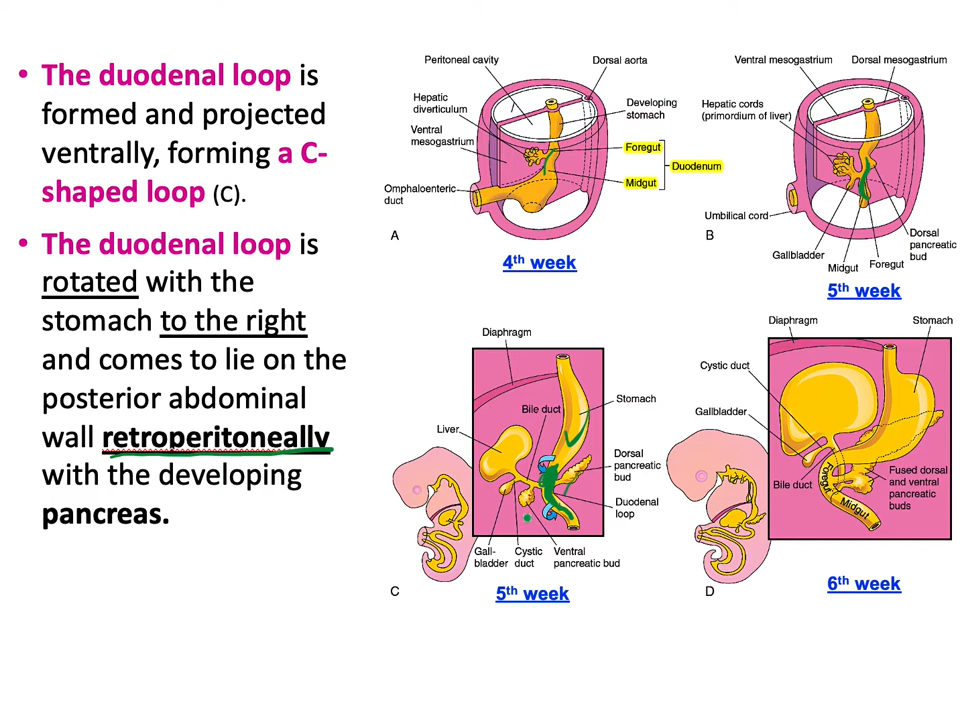 • The duodenal loop is
formed and projected
ventrally, forming a C-
shaped loop (C).
• The duodenal loop is
rotated with the
stomach to the right
and comes to lie on the
posterior abdominal
wall retroperitoneally
with the developing
pancreas.
Peritoneal cavity
Dorsal aorta
Hepatic
diverticulum
Developing
stomach
Ventral
mesogastrium
Foregut
Duodenum
Midgut
Omphaloenteric
duct
A
4th week
Ventral mesogastrium
Dorsal mesogastrium
Hepatic cords
(primordium of liver)
Umbilical cord
B
Gallbladder
Midgut
Foregut
Dorsal
pancreatic
bud
5th week
Diaphragm
Bile duct
Stomach
Liver
Dorsal
pancreatic
bud
Duodenal
loop
Gall-
bladder
Cystic
duct
Ventral
pancreatic bud
C
5th week
Diaphragm
Stomach
Cystic duct
Gallbladder
Bile duct
Foregut
Midgut
Fused dorsal
and ventral
pancreatic
buds
D
6th week